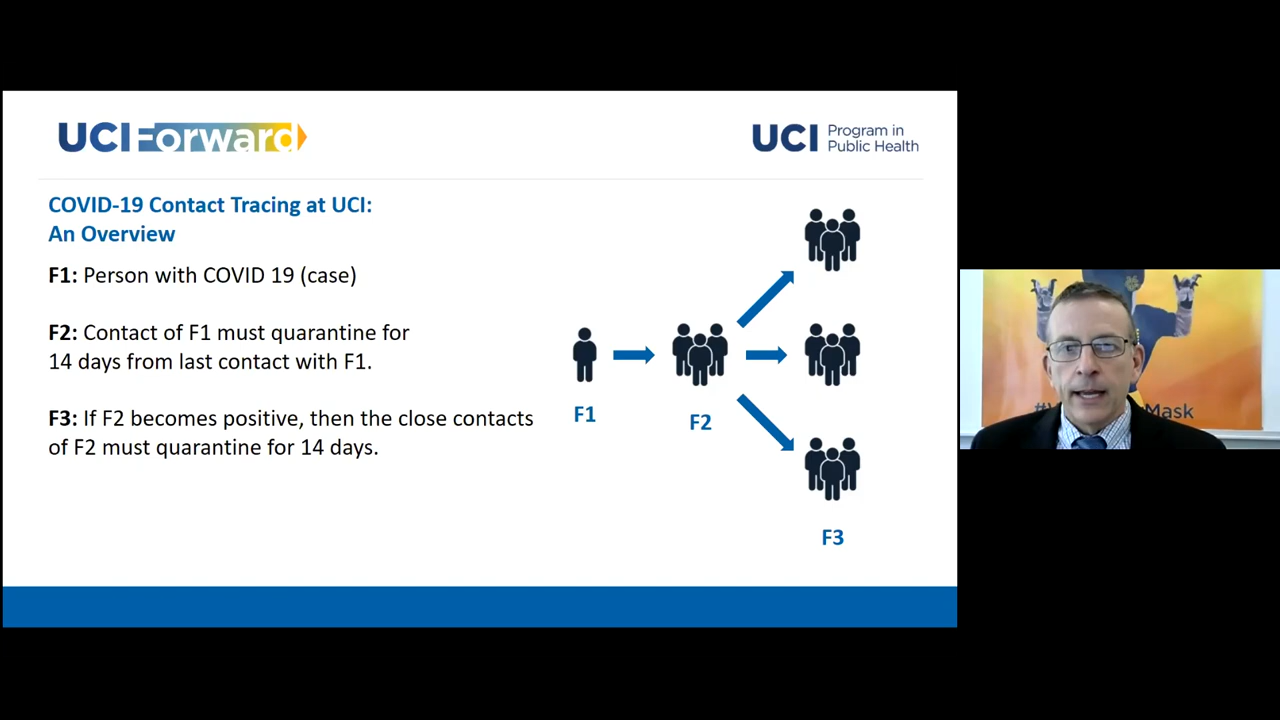 UCI Forward
UCI Program in
Public Health
COVID-19 Contact Tracing at UCI:
An Overview
F1: Person with COVID 19 (case)
F2: Contact of F1 must quarantine for
14 days from last contact with F1.
F3: If F2 becomes positive, then the close contacts
of F2 must quarantine for 14 days.
F1
F2
F3
Mask